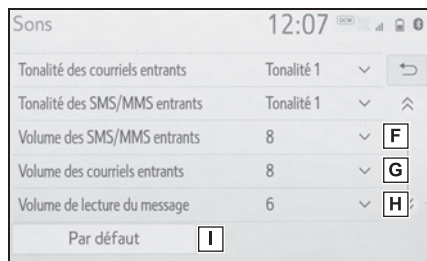 Sons 12:07 DCM
Tonalité des courriels entrants Tonalité 1
Tonalité des SMS/MMS entrants Tonalité 1
Volume des SMS/MMS entrants 8 F
Volume des courriels entrants 8 G
Volume de lecture du message 6 H
Par défaut I